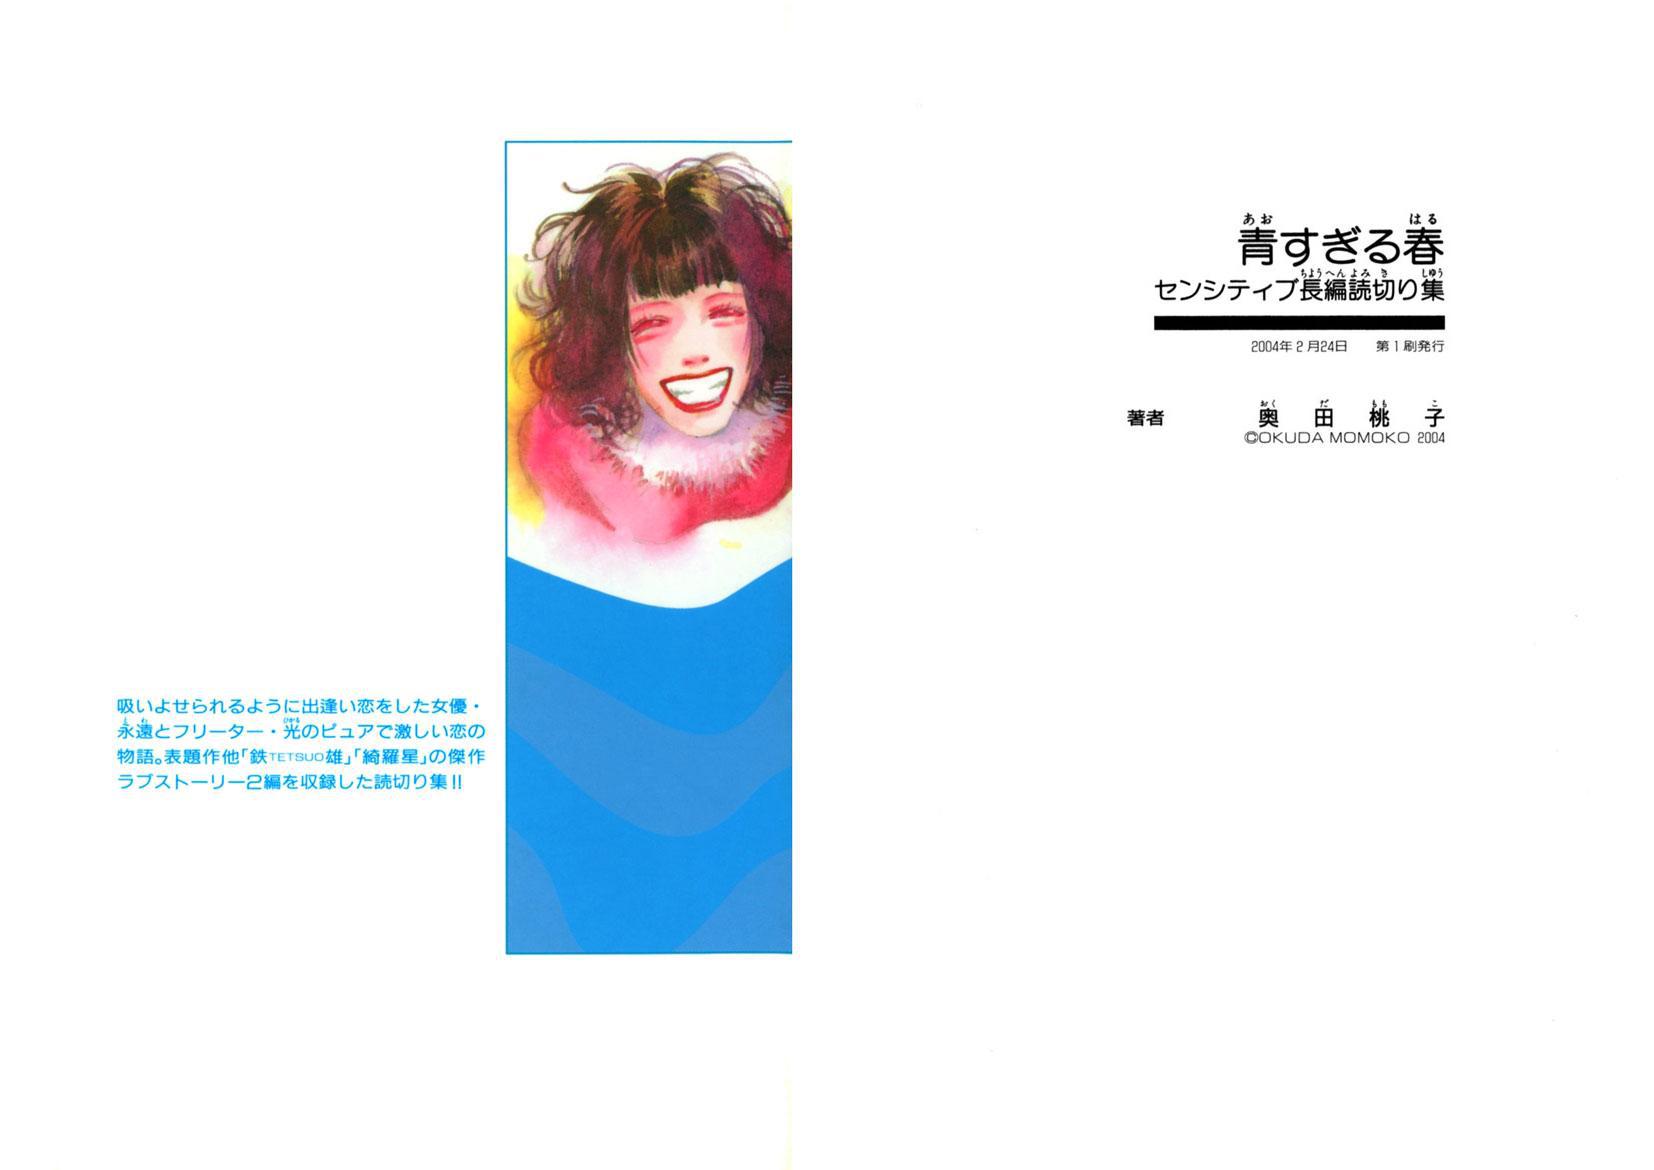 青すぎる春
センシティブ長編読切り集
2004年2月24日 第1刷発行
著者 奥田桃子
©OKUDA MOMOKO 2004
吸いよせられるように出逢い恋をした女優・
永遠とフリーター・光のピュアで激しい恋の
物語。表題作他「鉄TETSUO雄」「綺羅星」の傑作
ラブストーリー2編を収録した読切り集!!